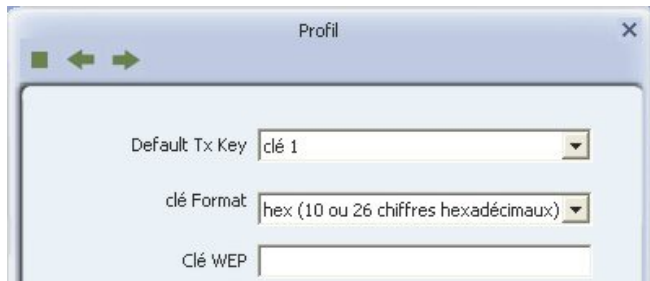 Profil
Default Tx Key clé 1
clé Format hex (10 ou 26 chiffres hexadécimaux)
Clé WEP